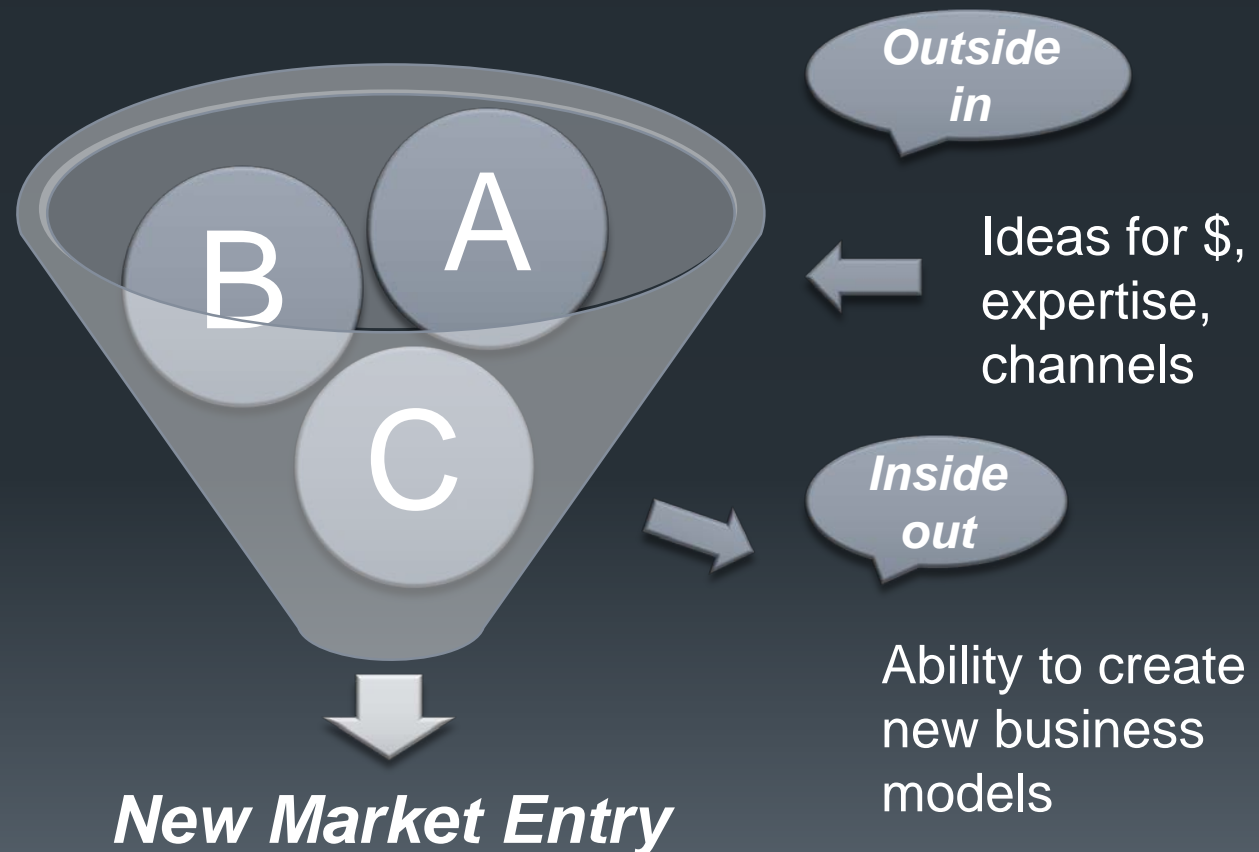 Outside
in
A
B
C
Ideas for $,
expertise,
channels
Inside
out
Ability to create
new business
models
New Market Entry